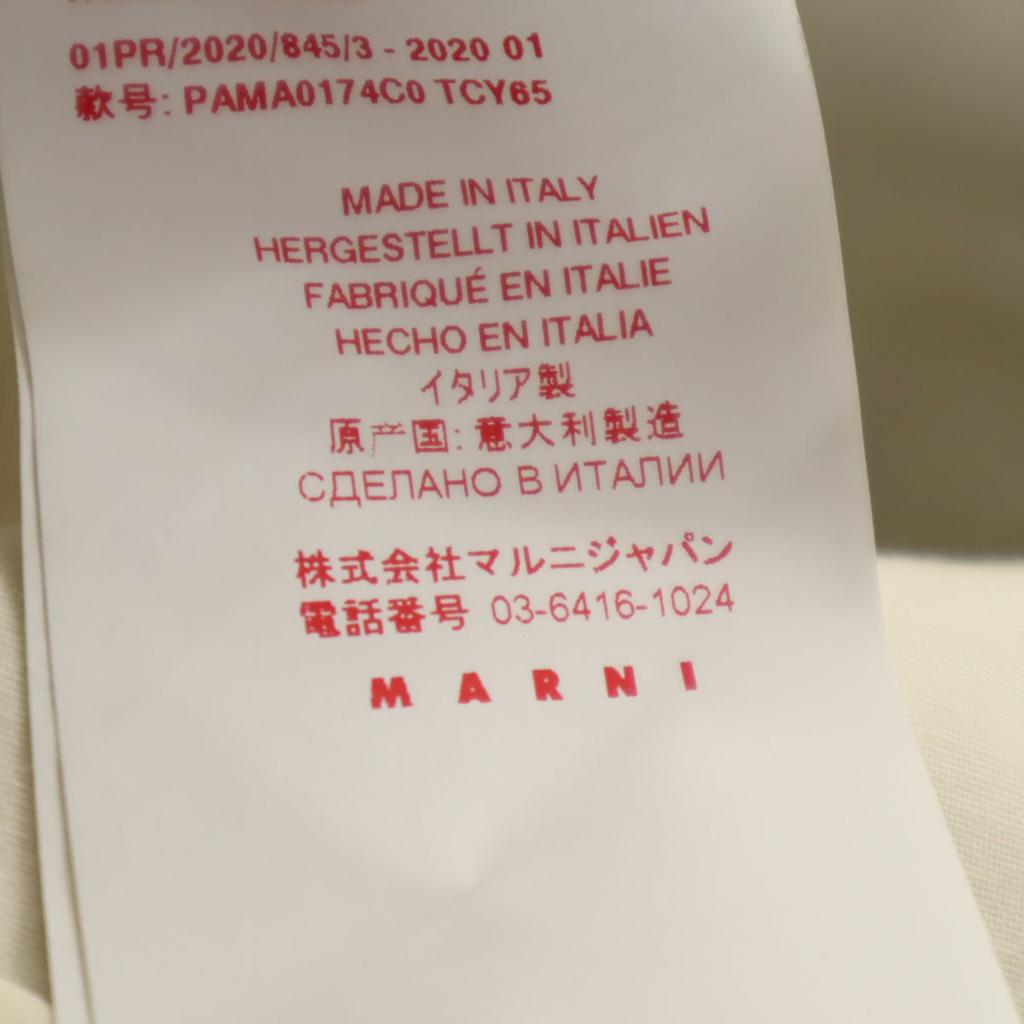 01PR/2020/845/3 - 2020 01
款号: PAMA0174C0 TCY65
MADE IN ITALY
HERGESTELLT IN ITALIEN
FABRIQUÉ EN ITALIE
HECHO EN ITALIA
イタリア製
原产国: 意大利製造
СДЕЛАНО В ИТАЛИИ
株式会社マルニジャパン
電話番号 03-6416-1024
MARNI